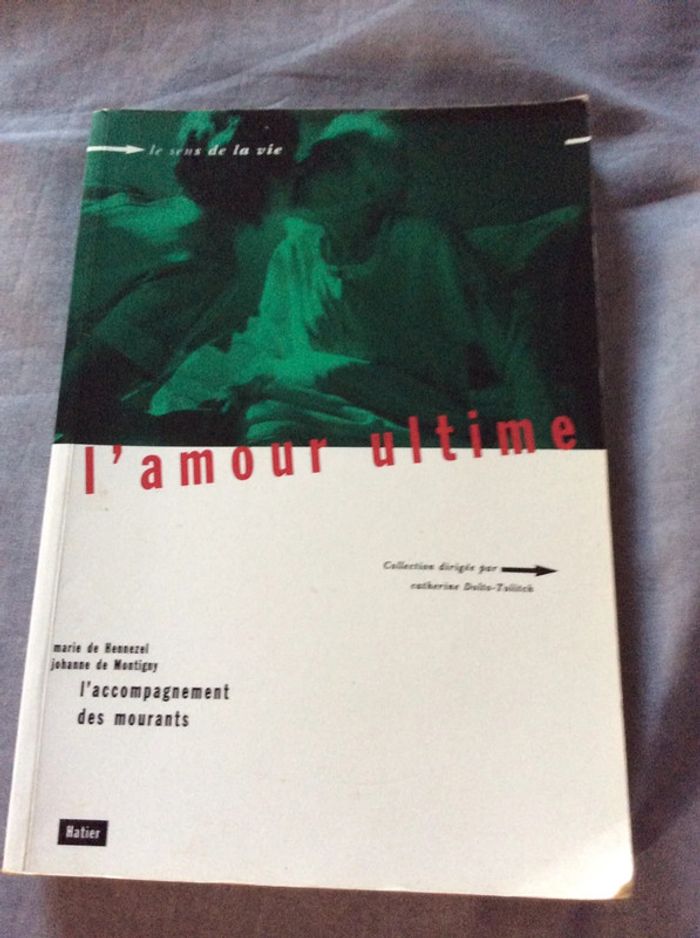 le sens de la vie
l'amour ultime
Collection dirigée par
catherine Dolto-Tolitch
marie de Hennezel
johanne de Montigny
l'accompagnement
des mourants
Hatier